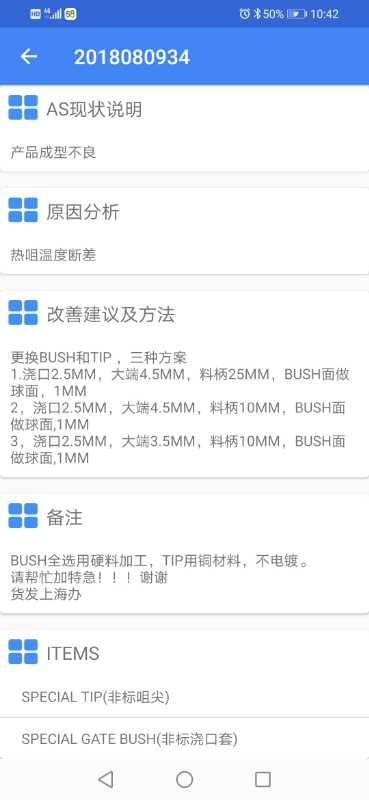 HD 4G 68 50% 10:42
2018080934
AS现状说明
产品成型不良
原因分析
热咀温度断差
改善建议及方法
更换BUSH和TIP ，三种方案
1.浇口2.5MM，大端4.5MM，料柄25MM，BUSH面做
球面，1MM
2，浇口2.5MM，大端4.5MM，料柄10MM，BUSH面
做球面,1MM
3，浇口2.5MM，大端3.5MM，料柄10MM，BUSH面
做球面,1MM
备注
BUSH全选用硬料加工，TIP用铜材料，不电镀。
请帮忙加特急！！！谢谢
货发上海办
ITEMS
SPECIAL TIP(非标咀尖)
SPECIAL GATE BUSH(非标浇口套)